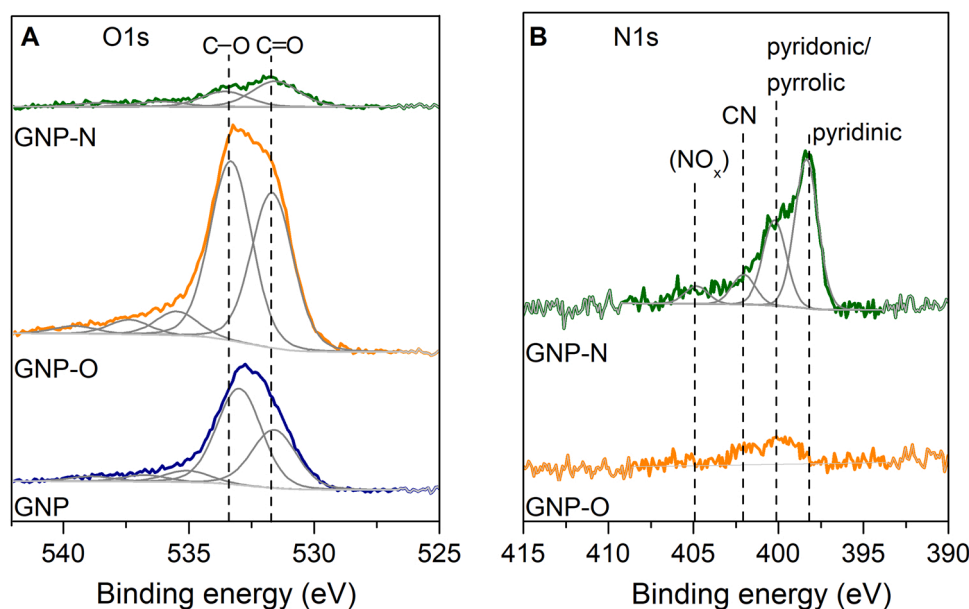 A
O1s
C−O C=O
GNP-N
GNP-O
GNP
540 535 530 525
Binding energy (eV)
B
N1s
pyridonic/
pyrrolic
CN
pyridinic
(NOₓ)
GNP-N
GNP-O
415 410 405 400 395 390
Binding energy (eV)